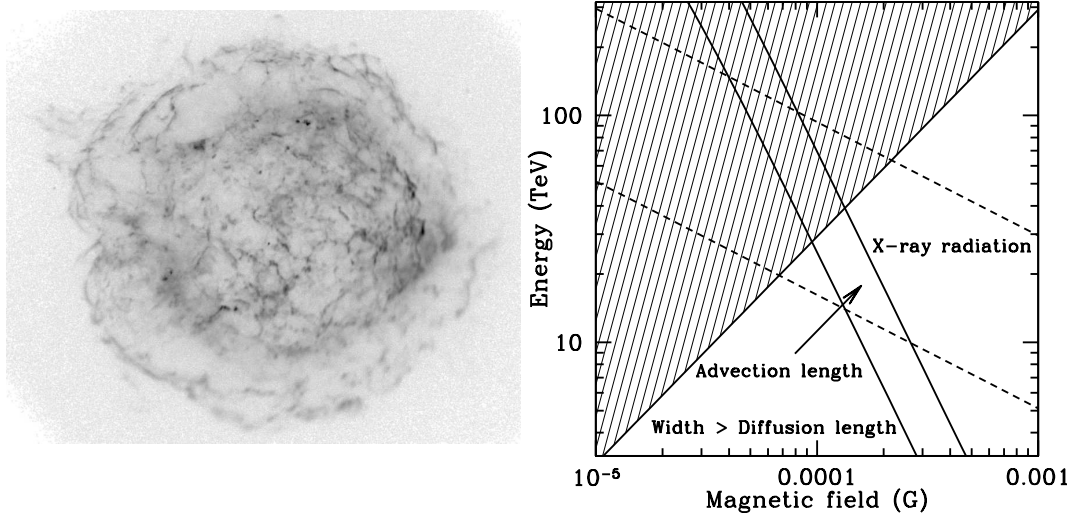 100
10
Energy (TeV)
X-ray radiation
Advection length
Width > Diffusion length
10⁻⁵
0.0001
0.001
Magnetic field (G)